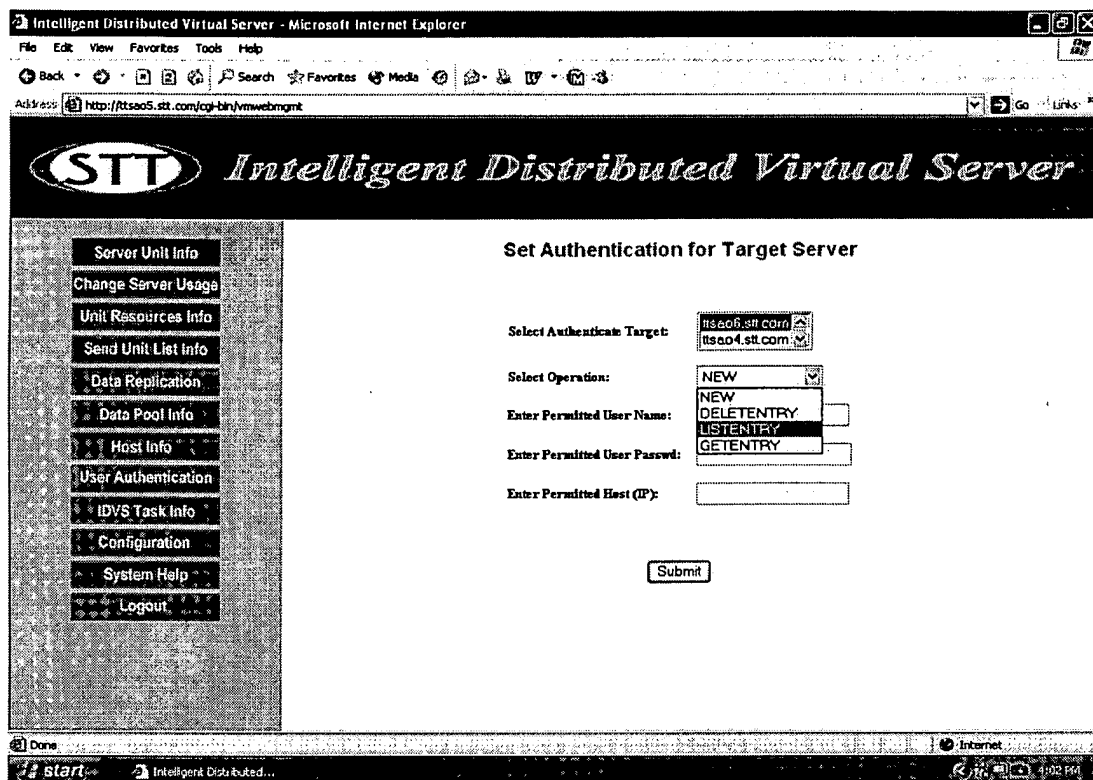 Intelligent Distributed Virtual Server - Microsoft Internet Explorer
File Edit View Favorites Tools Help
Back Search Favorites Media
Address http://ttsao5.stt.com/cgi-bin/vmwebmgmt Go Links
STT Intelligent Distributed Virtual Server
Server Unit Info
Change Server Usage
Unit Resources Info
Send Unit List Info
Data Replication
Data Pool Info
Host Info
User Authentication
IDVS Task Info
Configuration
System Help
Logout
Set Authentication for Target Server
Select Authenticate Target: ttsao6.stt.com
ttsao4.stt.com
Select Operation: NEW
NEW
DELETENTRY
LISTENTRY
GETENTRY
Enter Permitted User Name:
Enter Permitted User Passwd:
Enter Permitted Host (IP):
Submit
Done Internet
start Intelligent Distributed... 4:02 PM